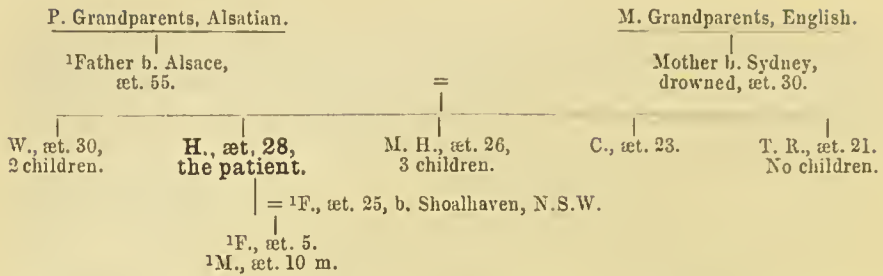 P. Grandparents, Alsatian. M. Grandparents, English.
¹Father b. Alsace, Mother b. Sydney,
æt. 55. drowned, æt. 30.
=
W., æt. 30, H., æt, 28, M. H., æt. 26, C., æt. 23. T. R., æt. 21.
2 children. the patient. 3 children. No children.
= ¹F., æt. 25, b. Shoalhaven, N.S.W.
¹F., æt. 5.
¹M., æt. 10 m.